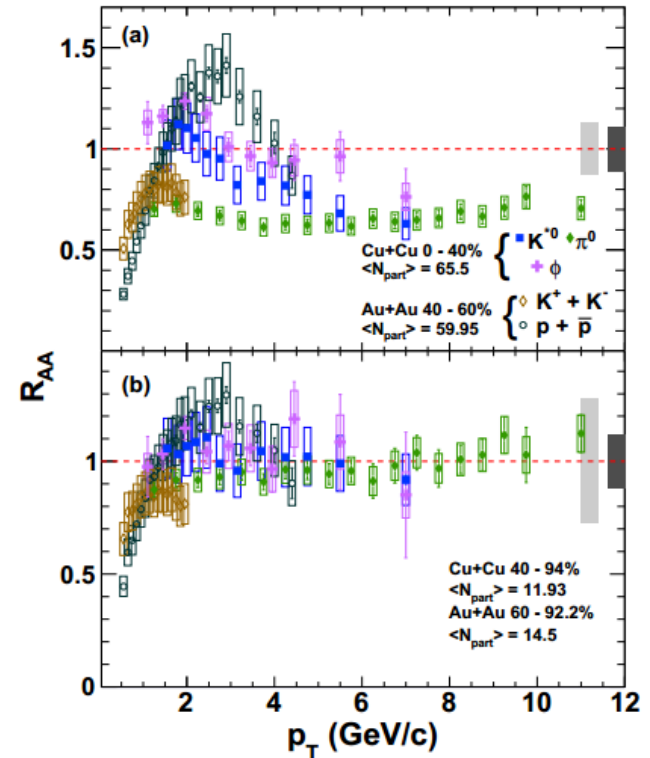 (a)
1.5
1
0.5
K*0 π0
Cu+Cu 0 - 40%
<Npart> = 65.5
ϕ
Au+Au 40 - 60%
<Npart> = 59.95
K+ + K-
p + p̅
RAA
(b)
1
0.5
0
Cu+Cu 40 - 94%
<Npart> = 11.93
Au+Au 60 - 92.2%
<Npart> = 14.5
2 4 6 8 10 12
pT (GeV/c)